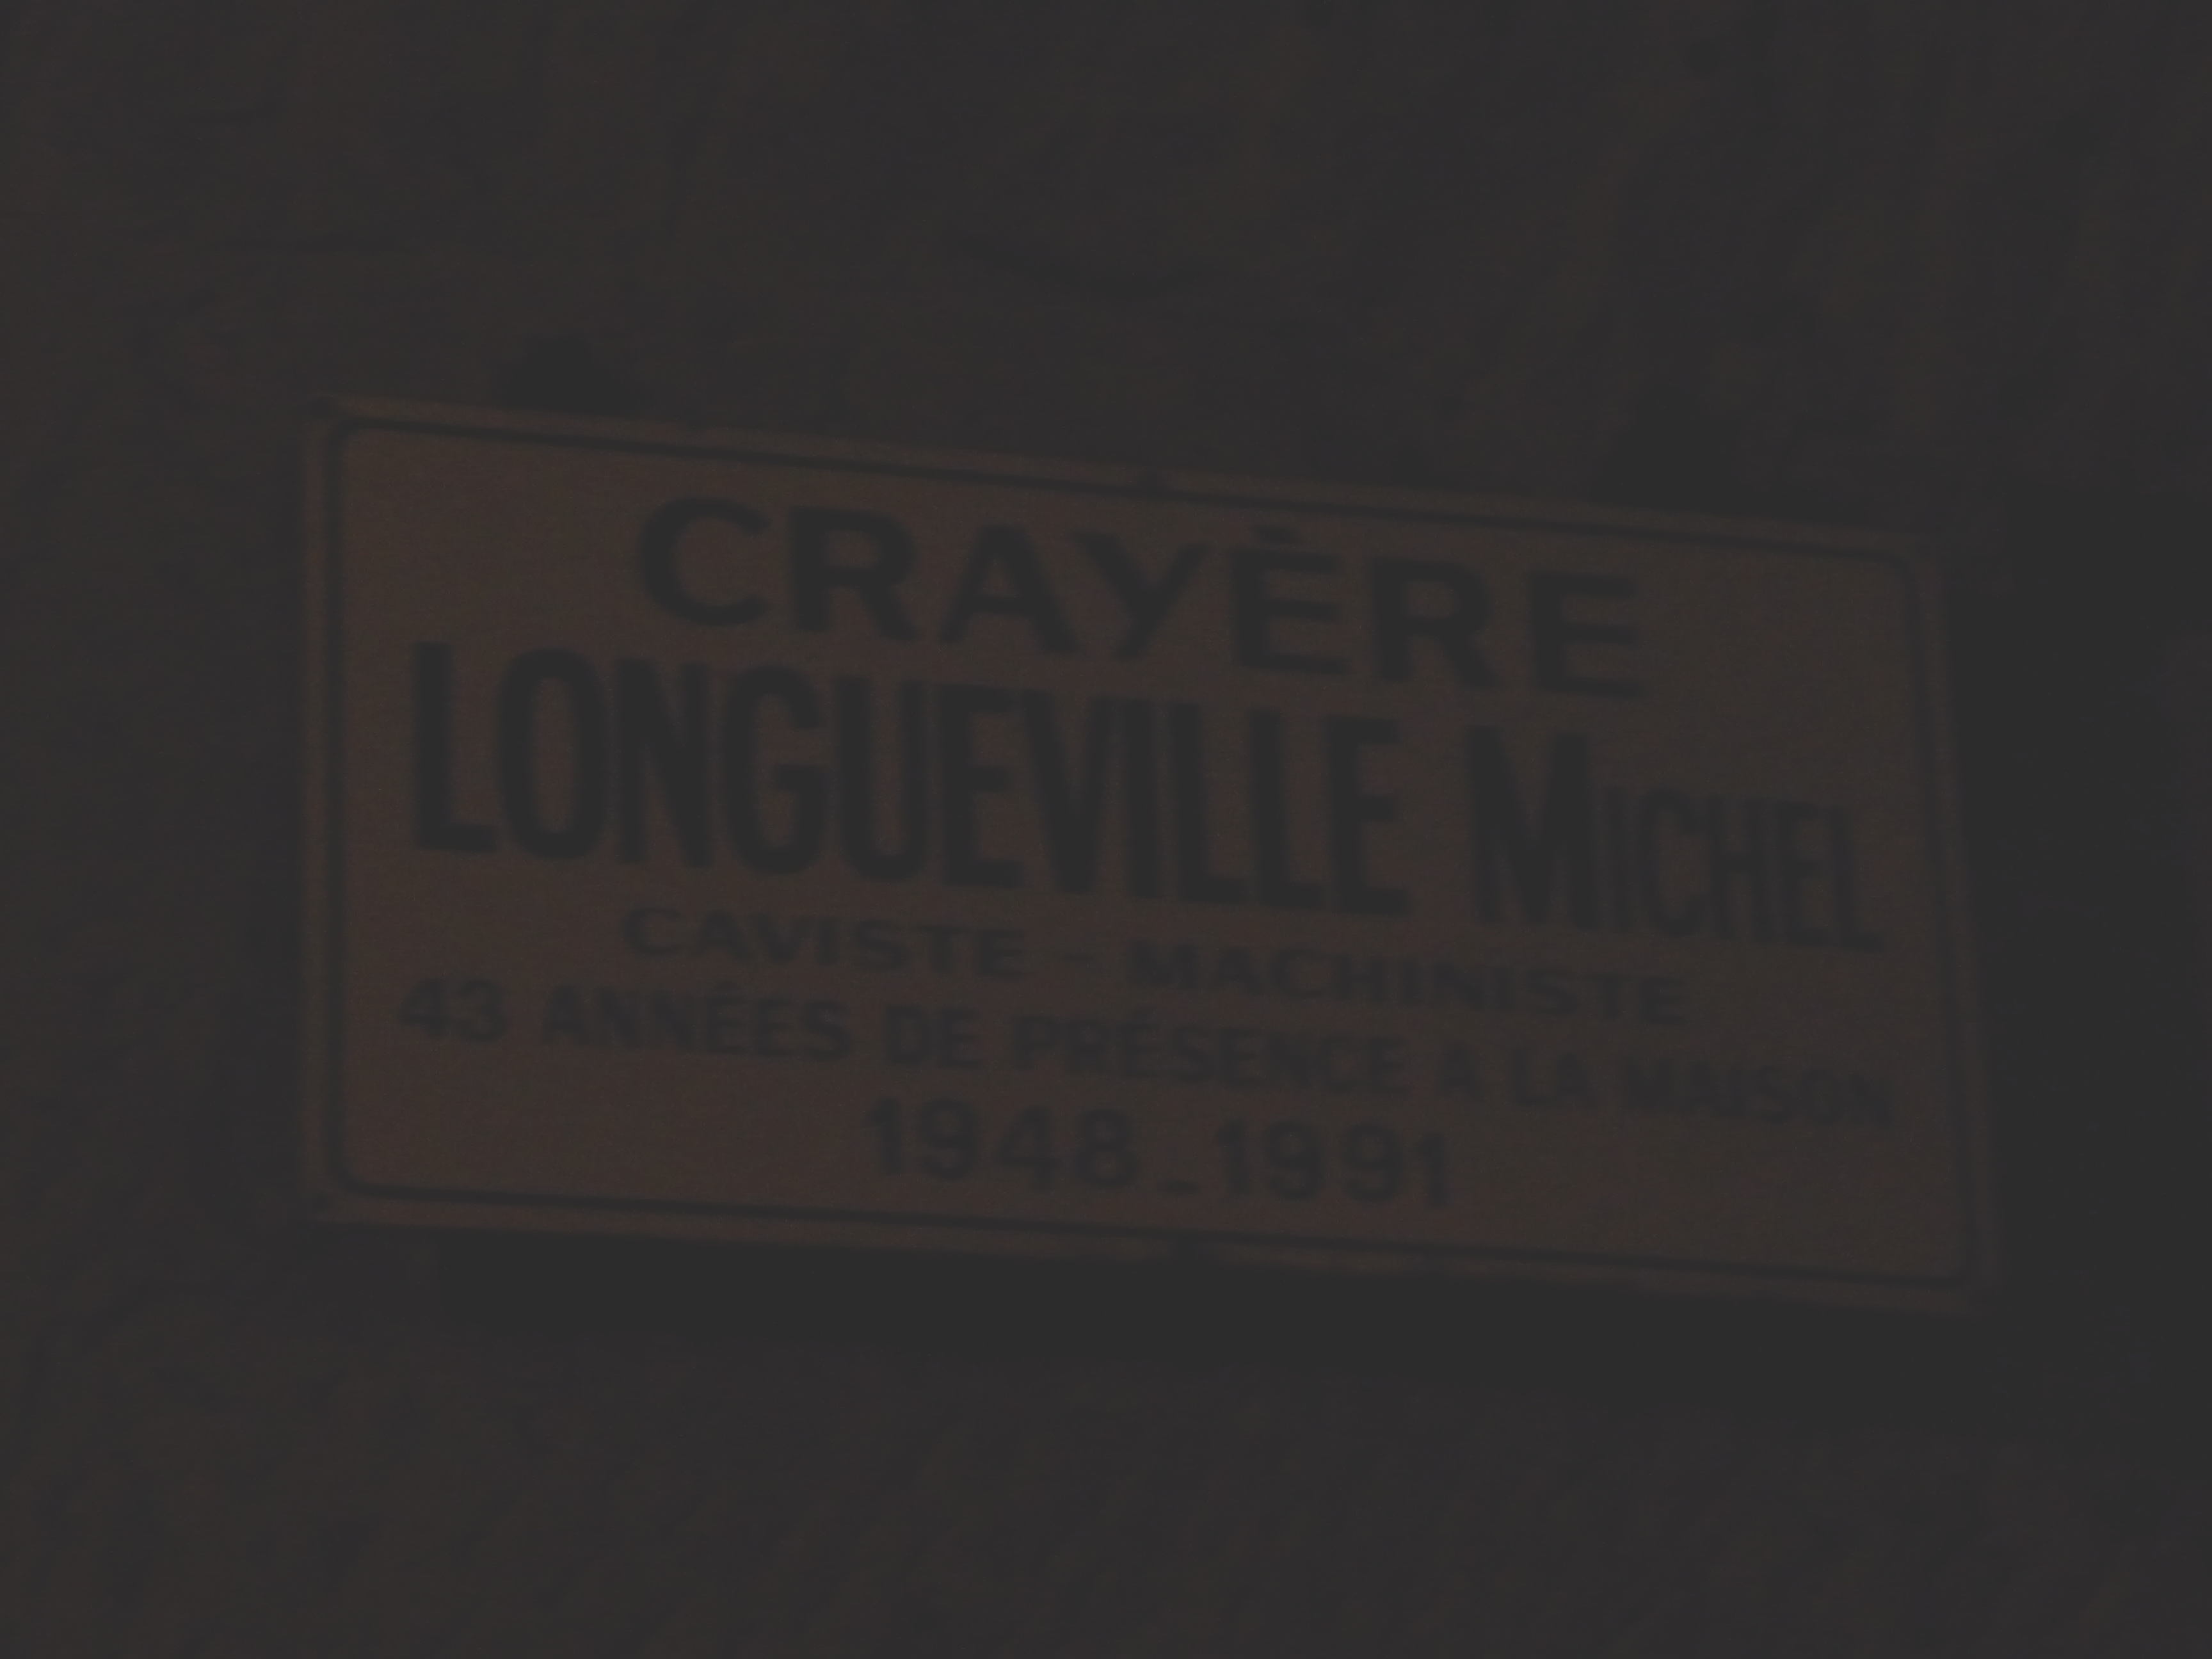 CRAYÈRE
LONGUEVILLE MICHEL
CAVISTE - MACHINISTE
43 ANNÉES DE PRÉSENCE A LA MAISON
1948_1991